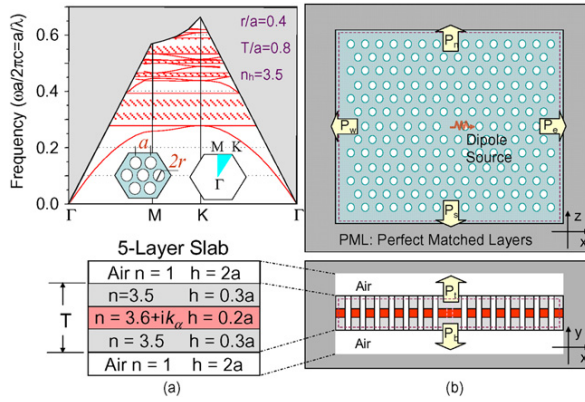 Frequency (ωa/2πc=a/λ)
0.6
0.4
0.2
0.0
r/a=0.4
T/a=0.8
nh=3.5
a
2r
M K
Γ
Γ M K Γ
5-Layer Slab
Air n = 1 h = 2a
n=3.5 h = 0.3a
n = 3.6+ikα h = 0.2a
n = 3.5 h = 0.3a
Air n = 1 h = 2a
T
(a)
Pn
Pw
Pe
Dipole
Source
Ps
PML: Perfect Matched Layers
z
x
Air
Pt
Pb
Air
y
x
(b)